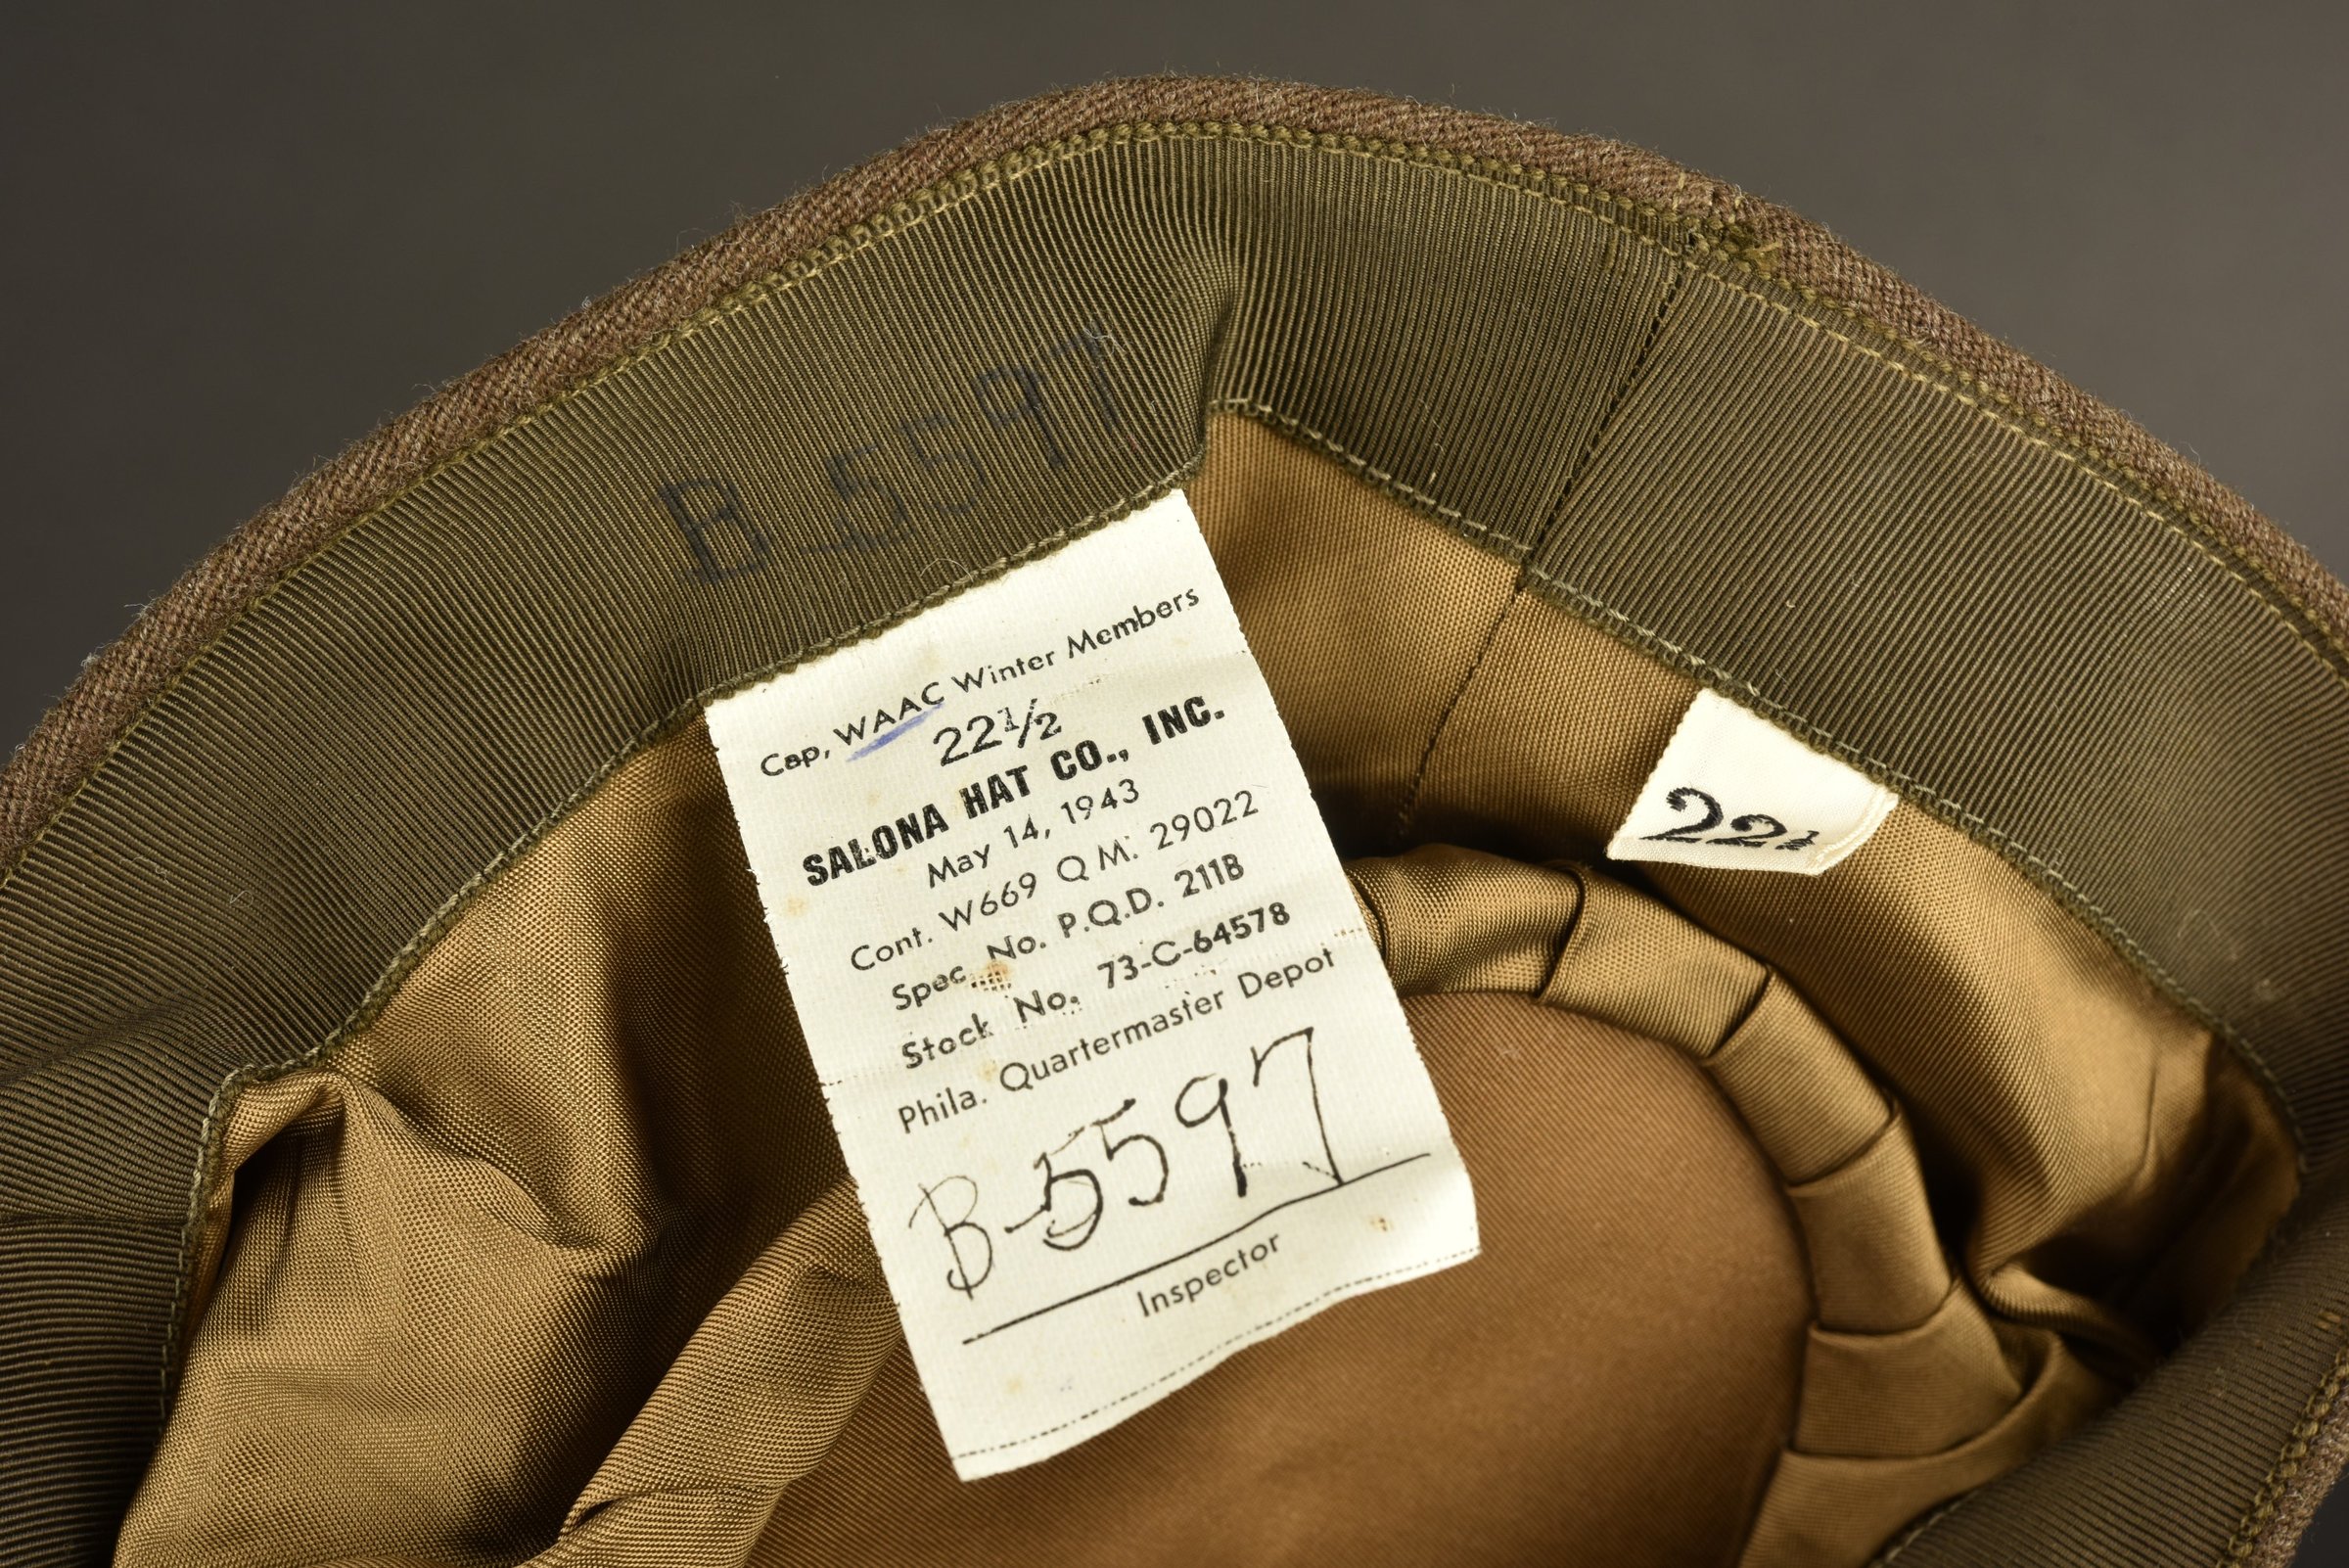 B-5597
Cap, WAAC Winter Members
22½
SALONA HAT CO., INC.
May 14, 1943
Cont. W669 Q M. 29022
Spec. No. P.Q.D. 211B
Stock No. 73-C-64578
Phila. Quartermaster Depot
B-5597
Inspector
22½